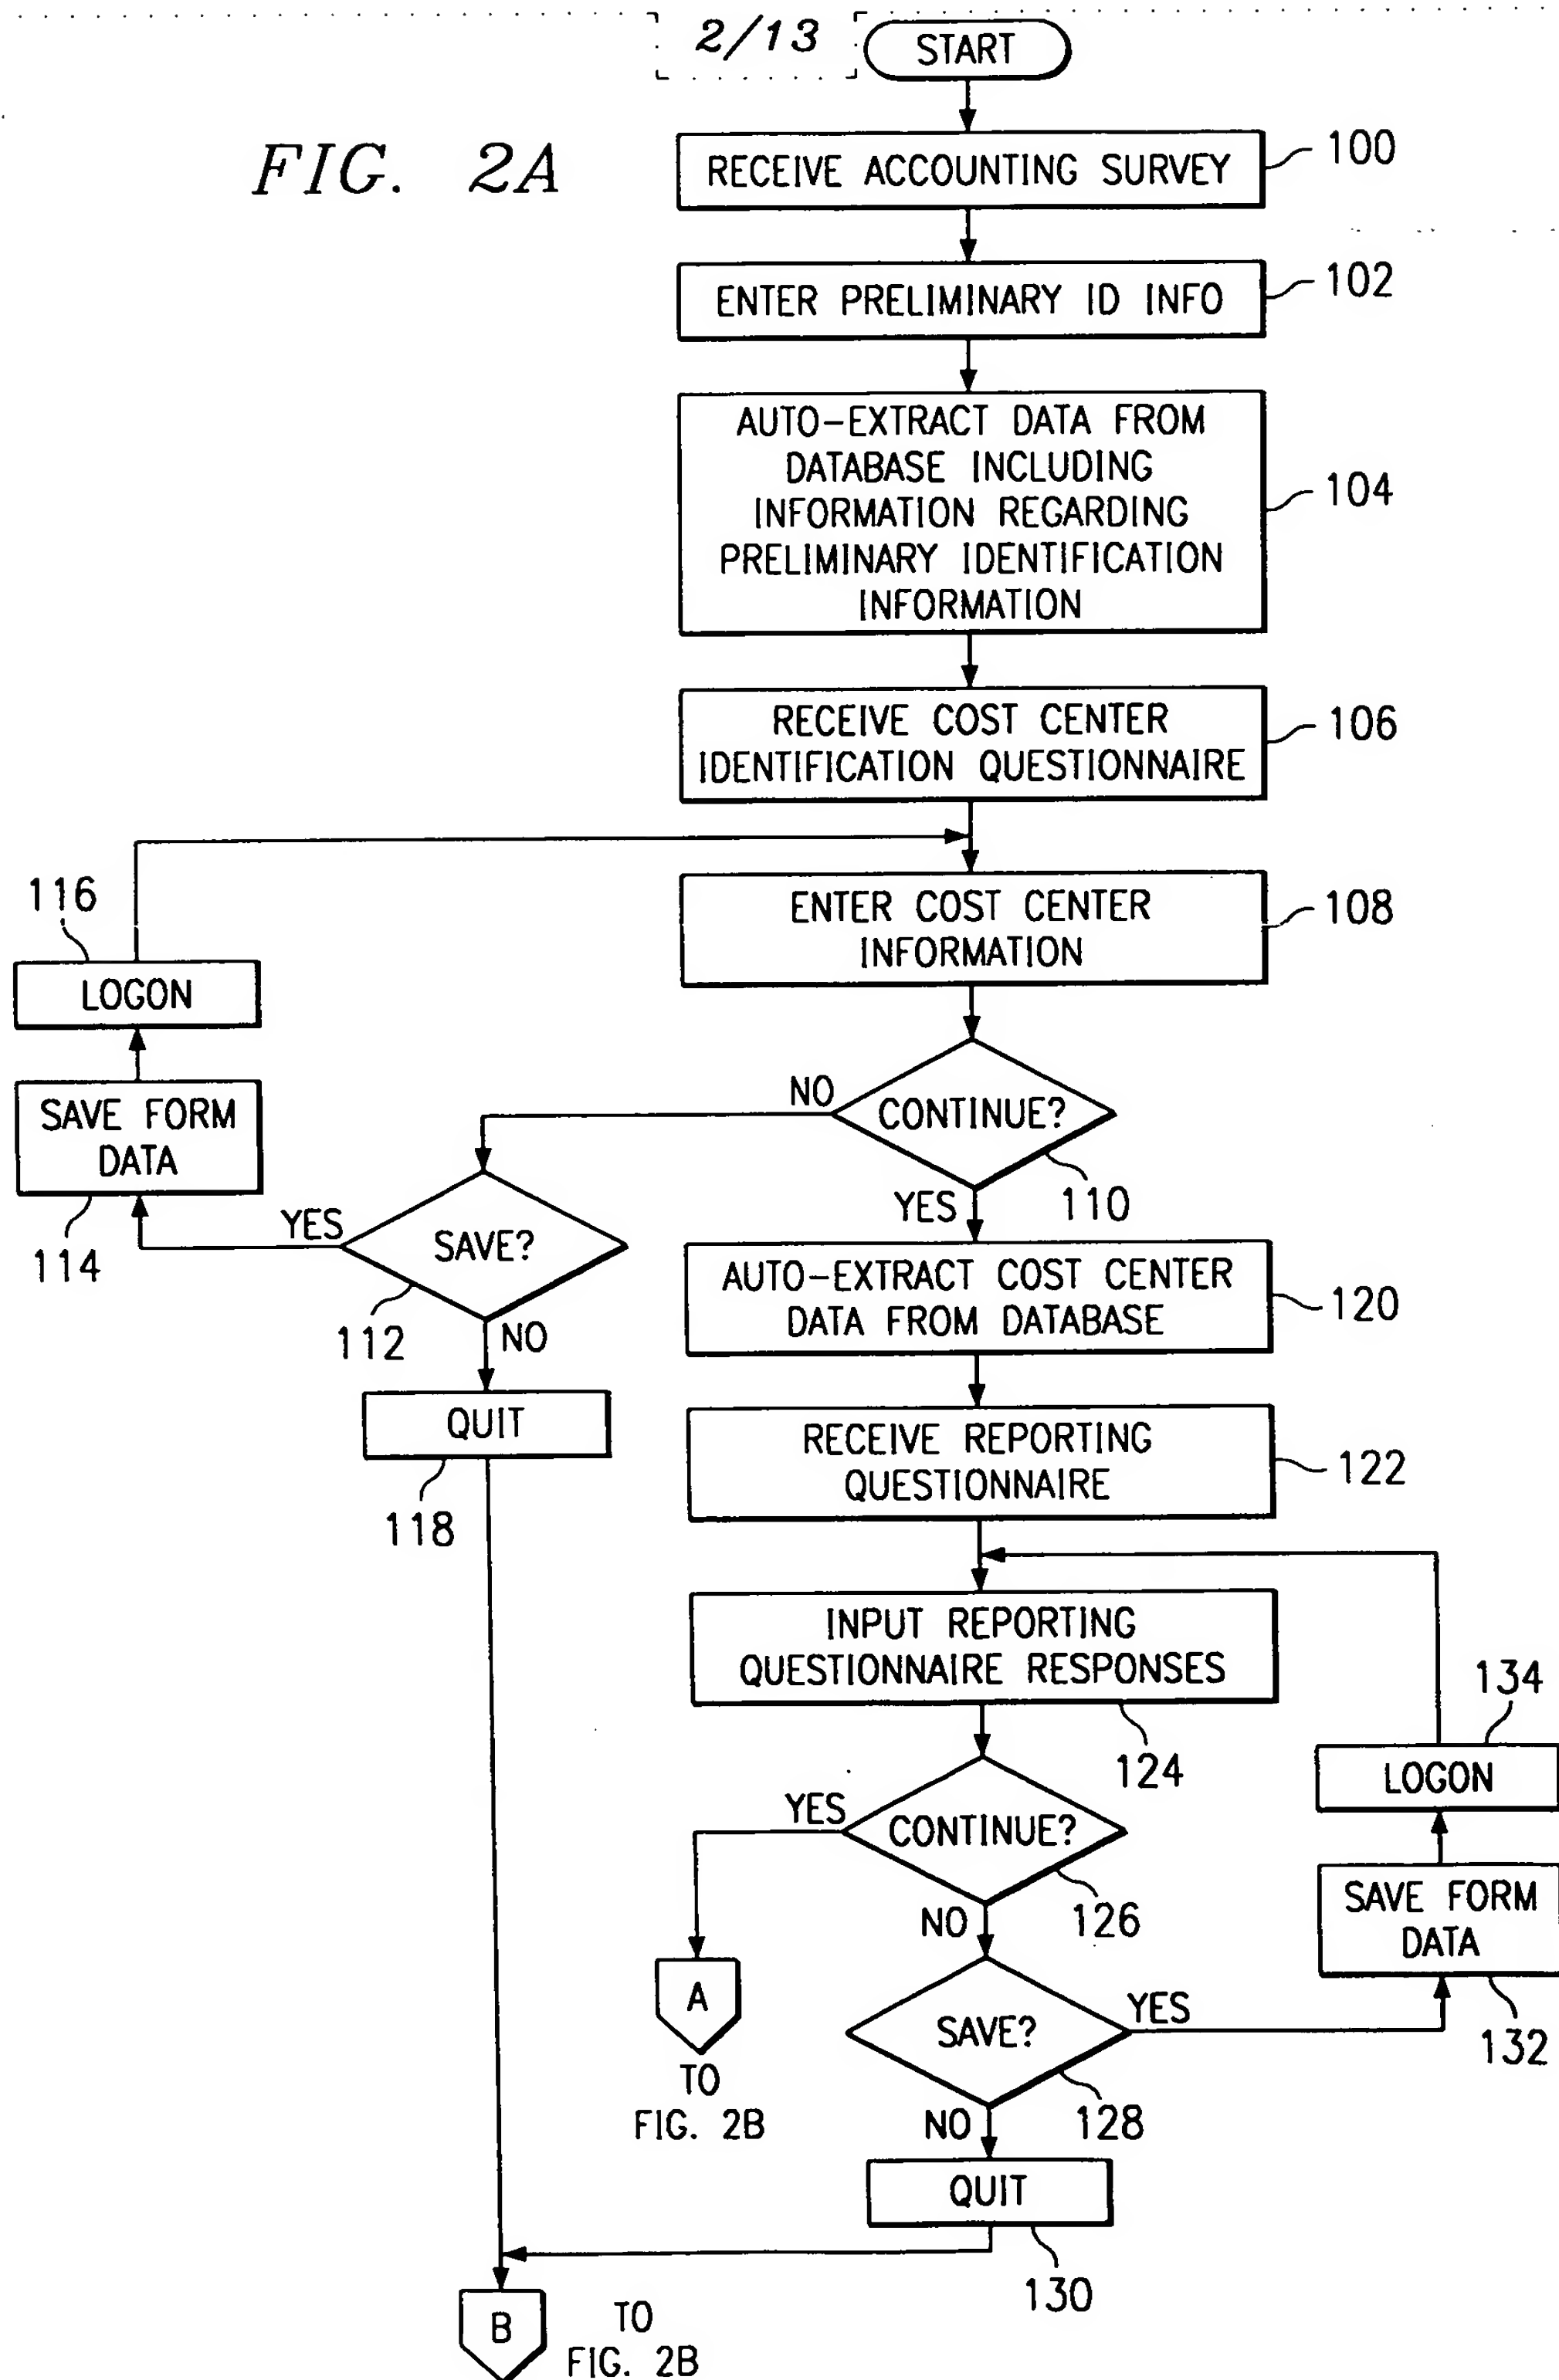 2/13
START
FIG. 2A
RECEIVE ACCOUNTING SURVEY
100
ENTER PRELIMINARY ID INFO
102
AUTO-EXTRACT DATA FROM
DATABASE INCLUDING
INFORMATION REGARDING
PRELIMINARY IDENTIFICATION
INFORMATION
104
RECEIVE COST CENTER
IDENTIFICATION QUESTIONNAIRE
106
ENTER COST CENTER
INFORMATION
108
116
LOGON
SAVE FORM
DATA
114
NO
CONTINUE?
110
YES
YES
SAVE?
112
NO
QUIT
118
AUTO-EXTRACT COST CENTER
DATA FROM DATABASE
120
RECEIVE REPORTING
QUESTIONNAIRE
122
INPUT REPORTING
QUESTIONNAIRE RESPONSES
124
134
LOGON
YES
CONTINUE?
126
NO
SAVE FORM
DATA
132
A
TO
FIG. 2B
SAVE?
YES
128
NO
QUIT
130
B
TO
FIG. 2B